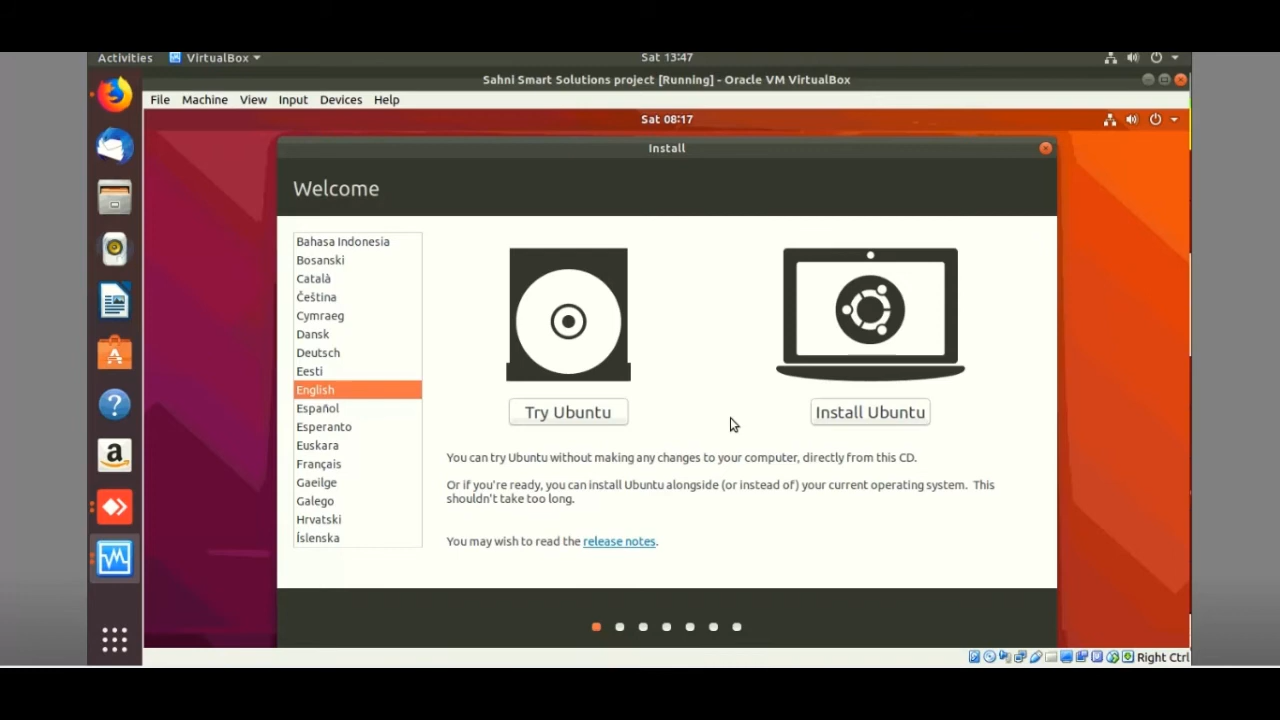 Activities VirtualBox Sat 13:47
Sahni Smart Solutions project [Running] - Oracle VM VirtualBox
File Machine View Input Devices Help
Sat 08:17
Install
Welcome
Bahasa Indonesia
Bosanski
Català
Čeština
Cymraeg
Dansk
Deutsch
Eesti
English
Español
Esperanto
Euskara
Français
Gaeilge
Galego
Hrvatski
Íslenska
Try Ubuntu
Install Ubuntu
You can try Ubuntu without making any changes to your computer, directly from this CD.
Or if you're ready, you can install Ubuntu alongside (or instead of) your current operating system. This
shouldn't take too long.
You may wish to read the release notes.
Right Ctrl